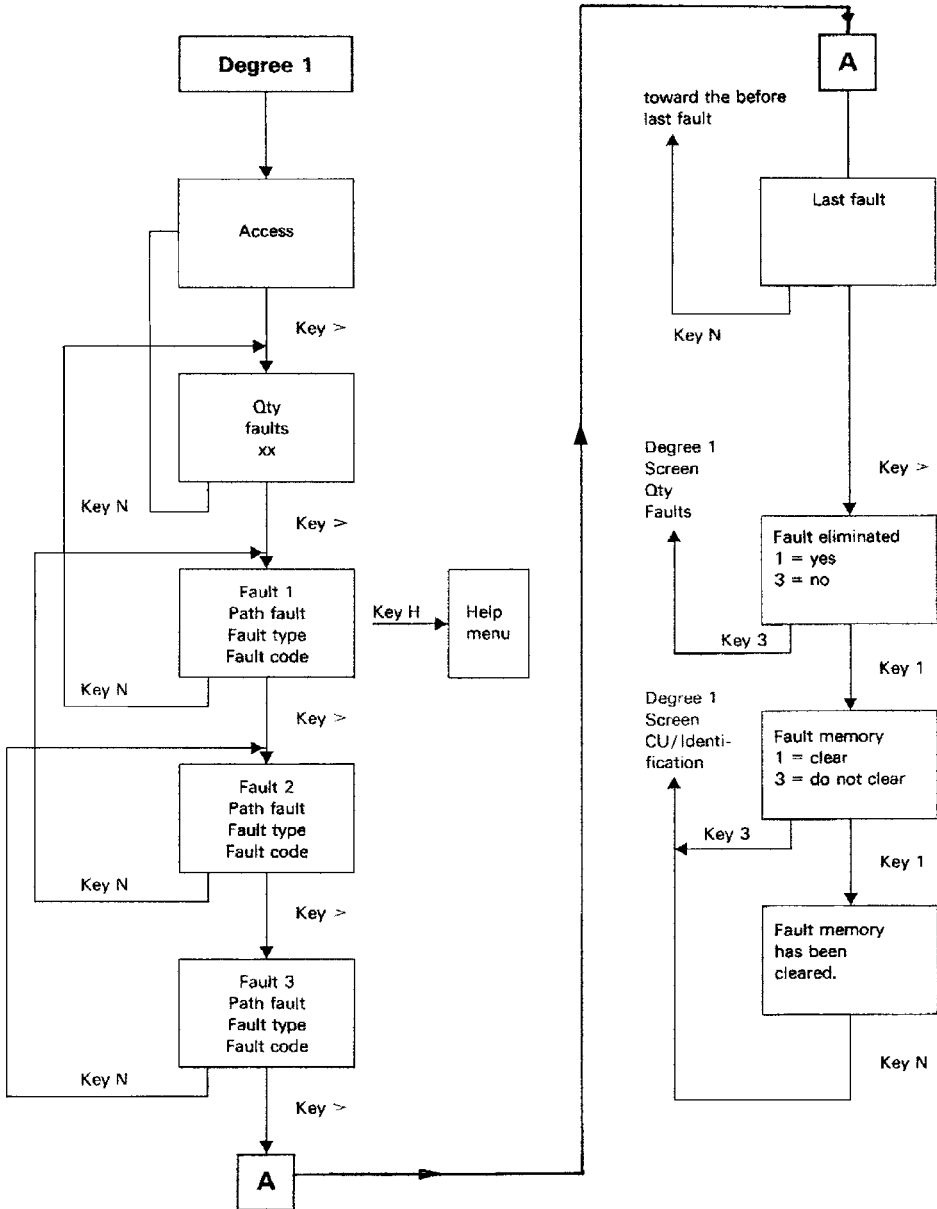 Degree 1
Access
Key >
Qty
faults
xx
Key N
Key >
Fault 1
Path fault
Fault type
Fault code
Key H
Help
menu
Key N
Key >
Fault 2
Path fault
Fault type
Fault code
Key N
Key >
Fault 3
Path fault
Fault type
Fault code
Key N
Key >
A
A
toward the before
last fault
Last fault
Key N
Key >
Degree 1
Screen
Qty
Faults
Fault eliminated
1 = yes
3 = no
Key 3
Key 1
Degree 1
Screen
CU/Identi-
fication
Fault memory
1 = clear
3 = do not clear
Key 3
Key 1
Fault memory
has been
cleared.
Key N